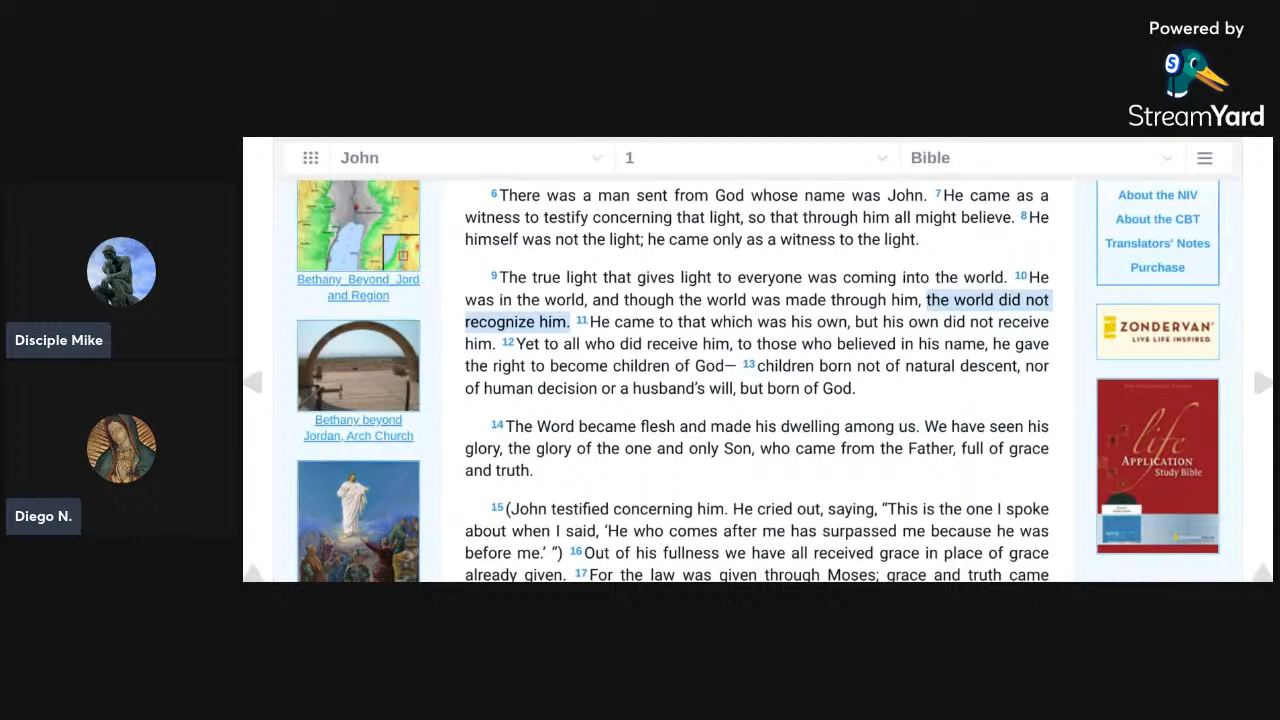 Powered by
StreamYard
John
1
Bible
6 There was a man sent from God whose name was John. 7 He came as a
witness to testify concerning that light, so that through him all might believe. 8 He
himself was not the light; he came only as a witness to the light.
9 The true light that gives light to everyone was coming into the world. 10 He
was in the world, and though the world was made through him, the world did not
recognize him. 11 He came to that which was his own, but his own did not receive
him. 12 Yet to all who did receive him, to those who believed in his name, he gave
the right to become children of God— 13 children born not of natural descent, nor
of human decision or a husband’s will, but born of God.
14 The Word became flesh and made his dwelling among us. We have seen his
glory, the glory of the one and only Son, who came from the Father, full of grace
and truth.
15 (John testified concerning him. He cried out, saying, “This is the one I spoke
about when I said, ‘He who comes after me has surpassed me because he was
before me.’ ”) 16 Out of his fullness we have all received grace in place of grace
already given. 17 For the law was given through Moses; grace and truth came
Bethany Beyond Jord
and Region
Bethany beyond
Jordan, Arch Church
About the NIV
About the CBT
Translators' Notes
Purchase
ZONDERVAN®
LIVE LIFE INSPIRED.
life
APPLICATION
Study Bible
Disciple Mike
Diego N.